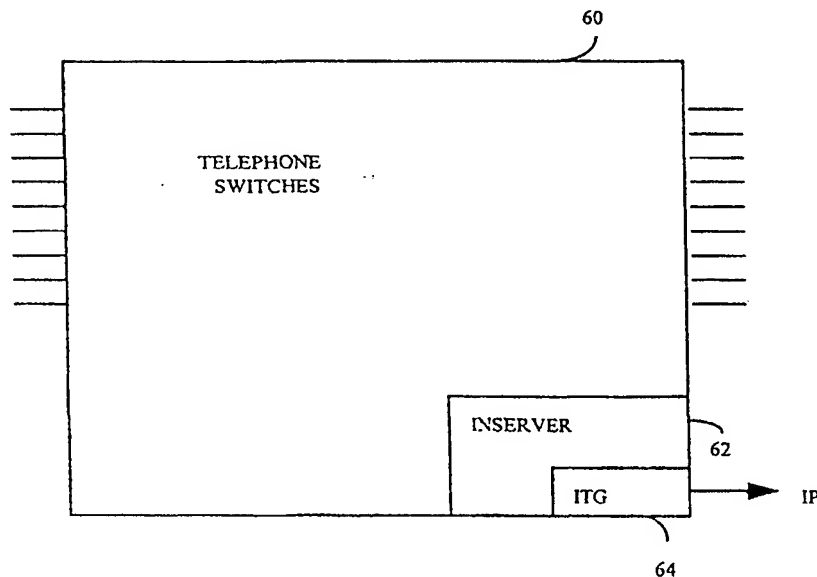 60
TELEPHONE
SWITCHES
INSERVER
62
ITG
IP
64